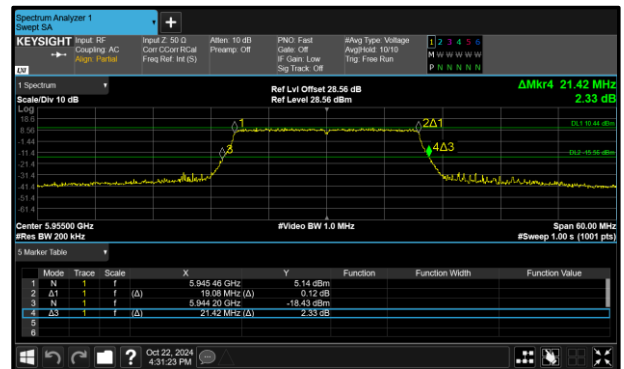 Spectrum Analyzer 1
Swept SA
KEYSIGHT Input: RF Input Z: 50 Ω Atten: 10 dB PNO: Fast #Avg Type: Voltage 1 2 3 4 5 6
Coupling: AC Corr CCorr RCal Preamp: Off Gate: Off Avg|Hold: 10/10 M W W W W W
Align: Partial Freq Ref: Int (S) IF Gain: Low Trig: Free Run P N N N N N
Sig Track: Off
1 Spectrum Ref Lvl Offset 28.56 dB ΔMkr4 21.42 MHz
Scale/Div 10 dB Ref Level 28.56 dBm 2.33 dB
Log
18.6
8.56
-1.44
-11.4
-21.4
-31.4
-41.4
-51.4
-61.4
1 2Δ1 DL1 10.44 dBm
3 4Δ3 DL2 -15.56 dBm
Center 5.95500 GHz #Video BW 1.0 MHz Span 60.00 MHz
#Res BW 200 kHz #Sweep 1.00 s (1001 pts)
5 Marker Table
Mode Trace Scale X Y Function Function Width Function Value
1 N 1 f 5.945 46 GHz 5.14 dBm
2 Δ1 1 f (Δ) 19.08 MHz (Δ) 0.12 dB
3 N 1 f 5.944 20 GHz -18.43 dBm
4 Δ3 1 f (Δ) 21.42 MHz (Δ) 2.33 dB
5
6
? Oct 22, 2024
4:31:23 PM